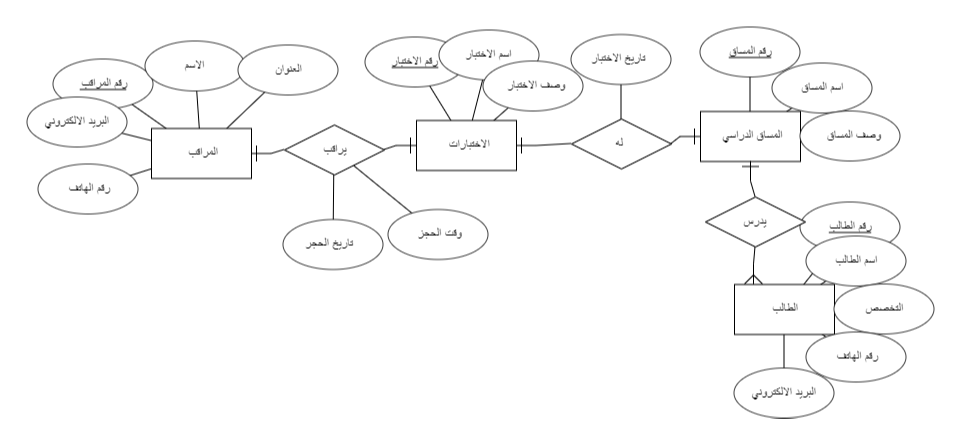 العنوان
الاسم
رقم المراقب
البريد الالكتروني
رقم الهاتف
المراقب
يراقب
تاريخ الحجز
وقت الحجز
رقم الاختبار
اسم الاختبار
وصف الاختبار
الاختبارات
تاريخ الاختبار
له
رقم المساق
اسم المساق
وصف المساق
المساق الدراسي
يدرس
رقم الطالب
اسم الطالب
التخصص
رقم الهاتف
البريد الالكتروني
الطالب